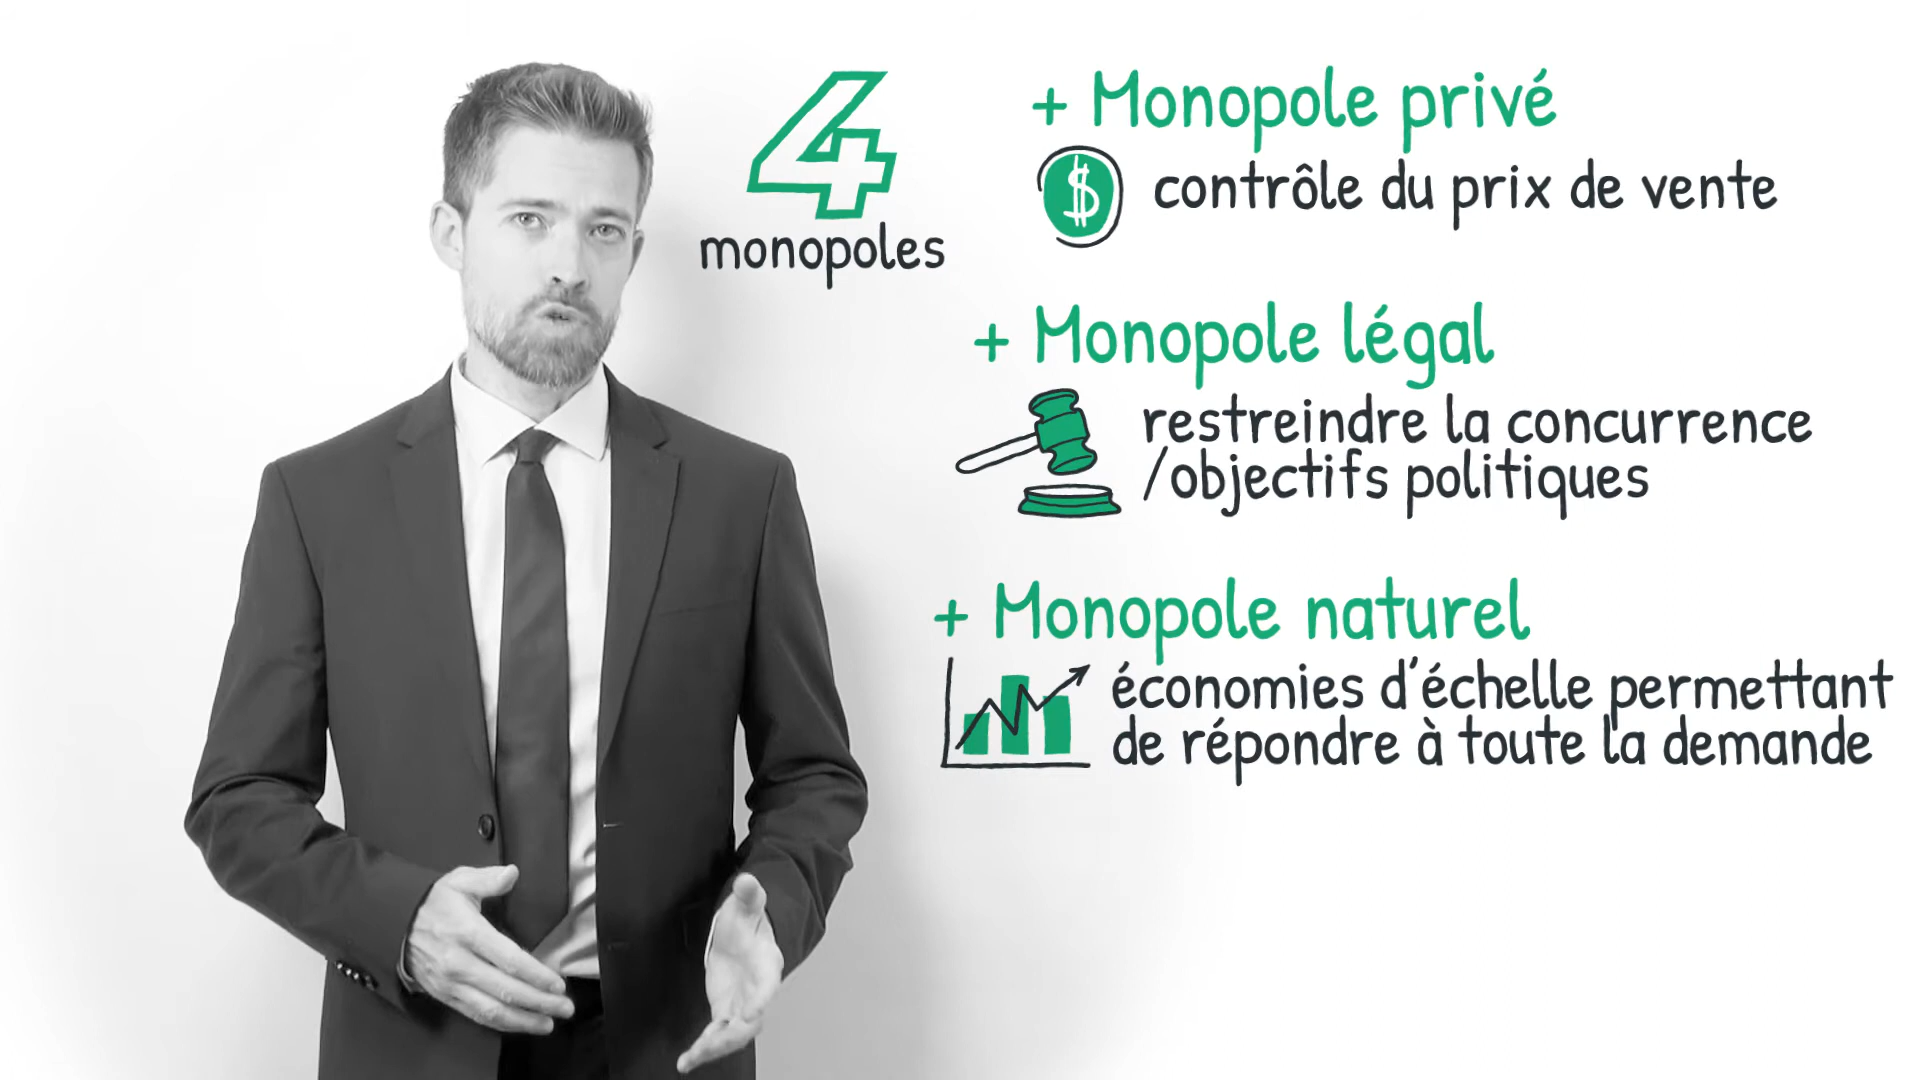 4
monopoles
+ Monopole privé
$ contrôle du prix de vente
+ Monopole légal
restreindre la concurrence
/objectifs politiques
+ Monopole naturel
économies d'échelle permettant
de répondre à toute la demande